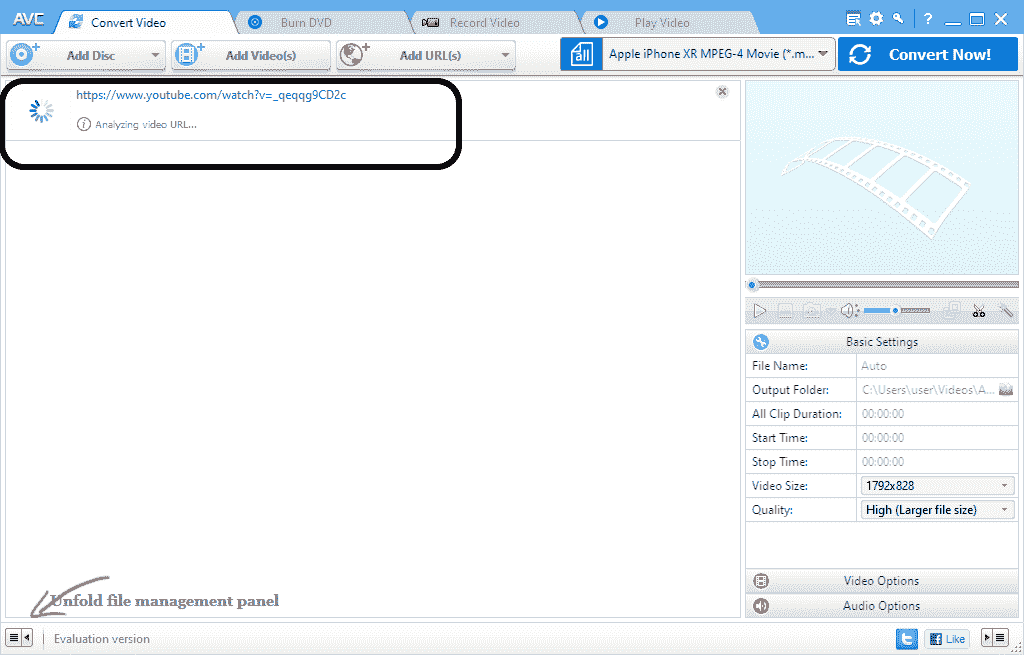 AVC
Convert Video
Burn DVD
Record Video
Play Video
?
Add Disc
Add Video(s)
Add URL(s)
all
Apple iPhone XR MPEG-4 Movie (*.m...
Convert Now!
https://www.youtube.com/watch?v=_qeqqg9CD2c
Analyzing video URL...
Basic Settings
File Name: Auto
Output Folder: C:\Users\user\Videos\A...
All Clip Duration: 00:00:00
Start Time: 00:00:00
Stop Time: 00:00:00
Video Size: 1792x828
Quality: High (Larger file size)
Video Options
Audio Options
Unfold file management panel
Evaluation version
Like